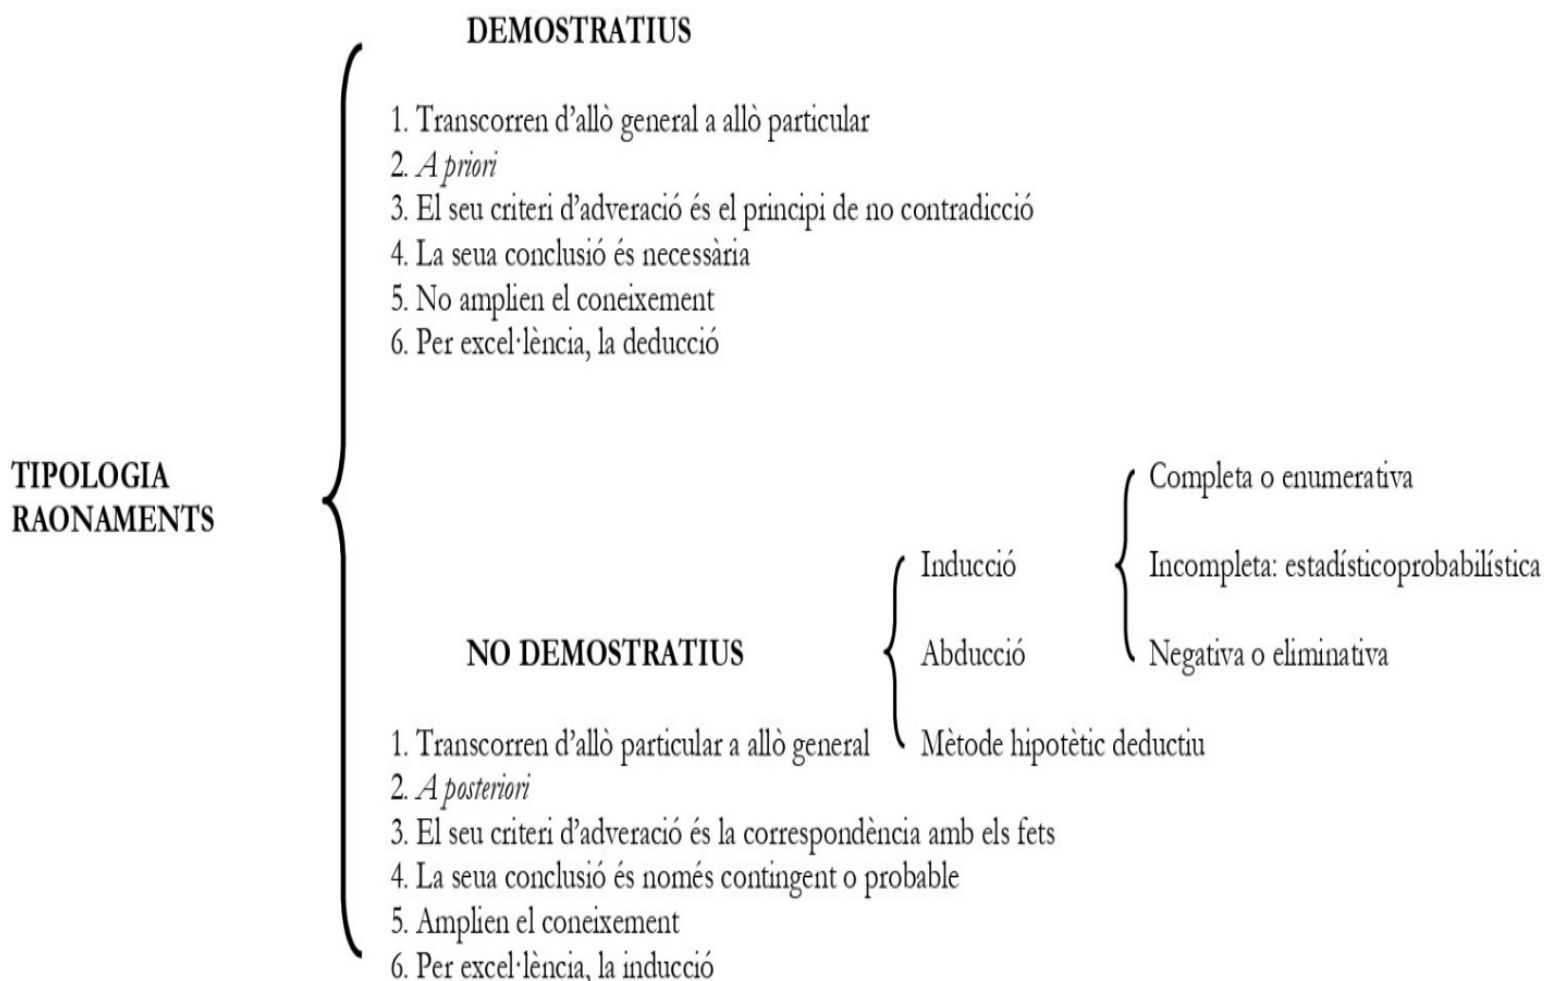 DEMOSTRATIUS
1. Transcorren d’allò general a allò particular
2. A priori
3. El seu criteri d’adveració és el principi de no contradicció
4. La seua conclusió és necessària
5. No amplien el coneixement
6. Per excel·lència, la deducció
TIPOLOGIA
RAONAMENTS
Completa o enumerativa
Inducció
Incompleta: estadísticoprobabilística
NO DEMOSTRATIUS
Abducció
Negativa o eliminativa
1. Transcorren d’allò particular a allò general
Mètode hipotètic deductiu
2. A posteriori
3. El seu criteri d’adveració és la correspondència amb els fets
4. La seua conclusió és només contingent o probable
5. Amplien el coneixement
6. Per excel·lència, la inducció